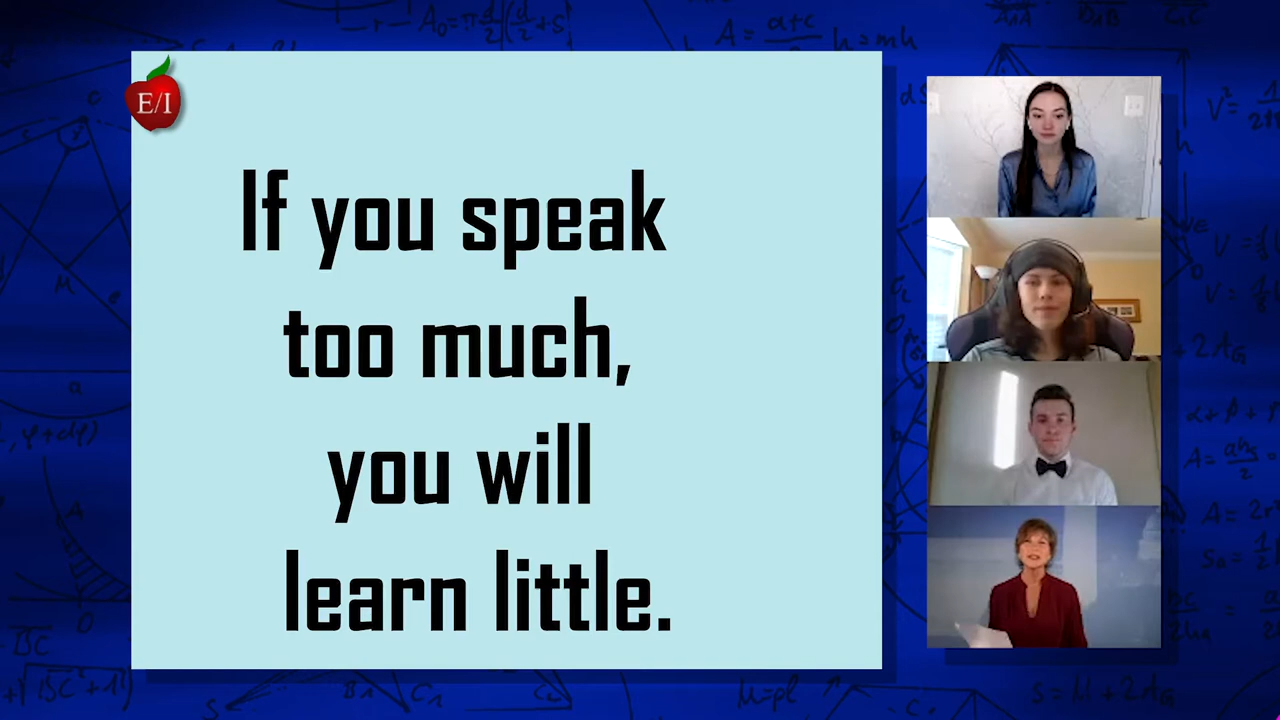 E/I
If you speak
too much,
you will
learn little.